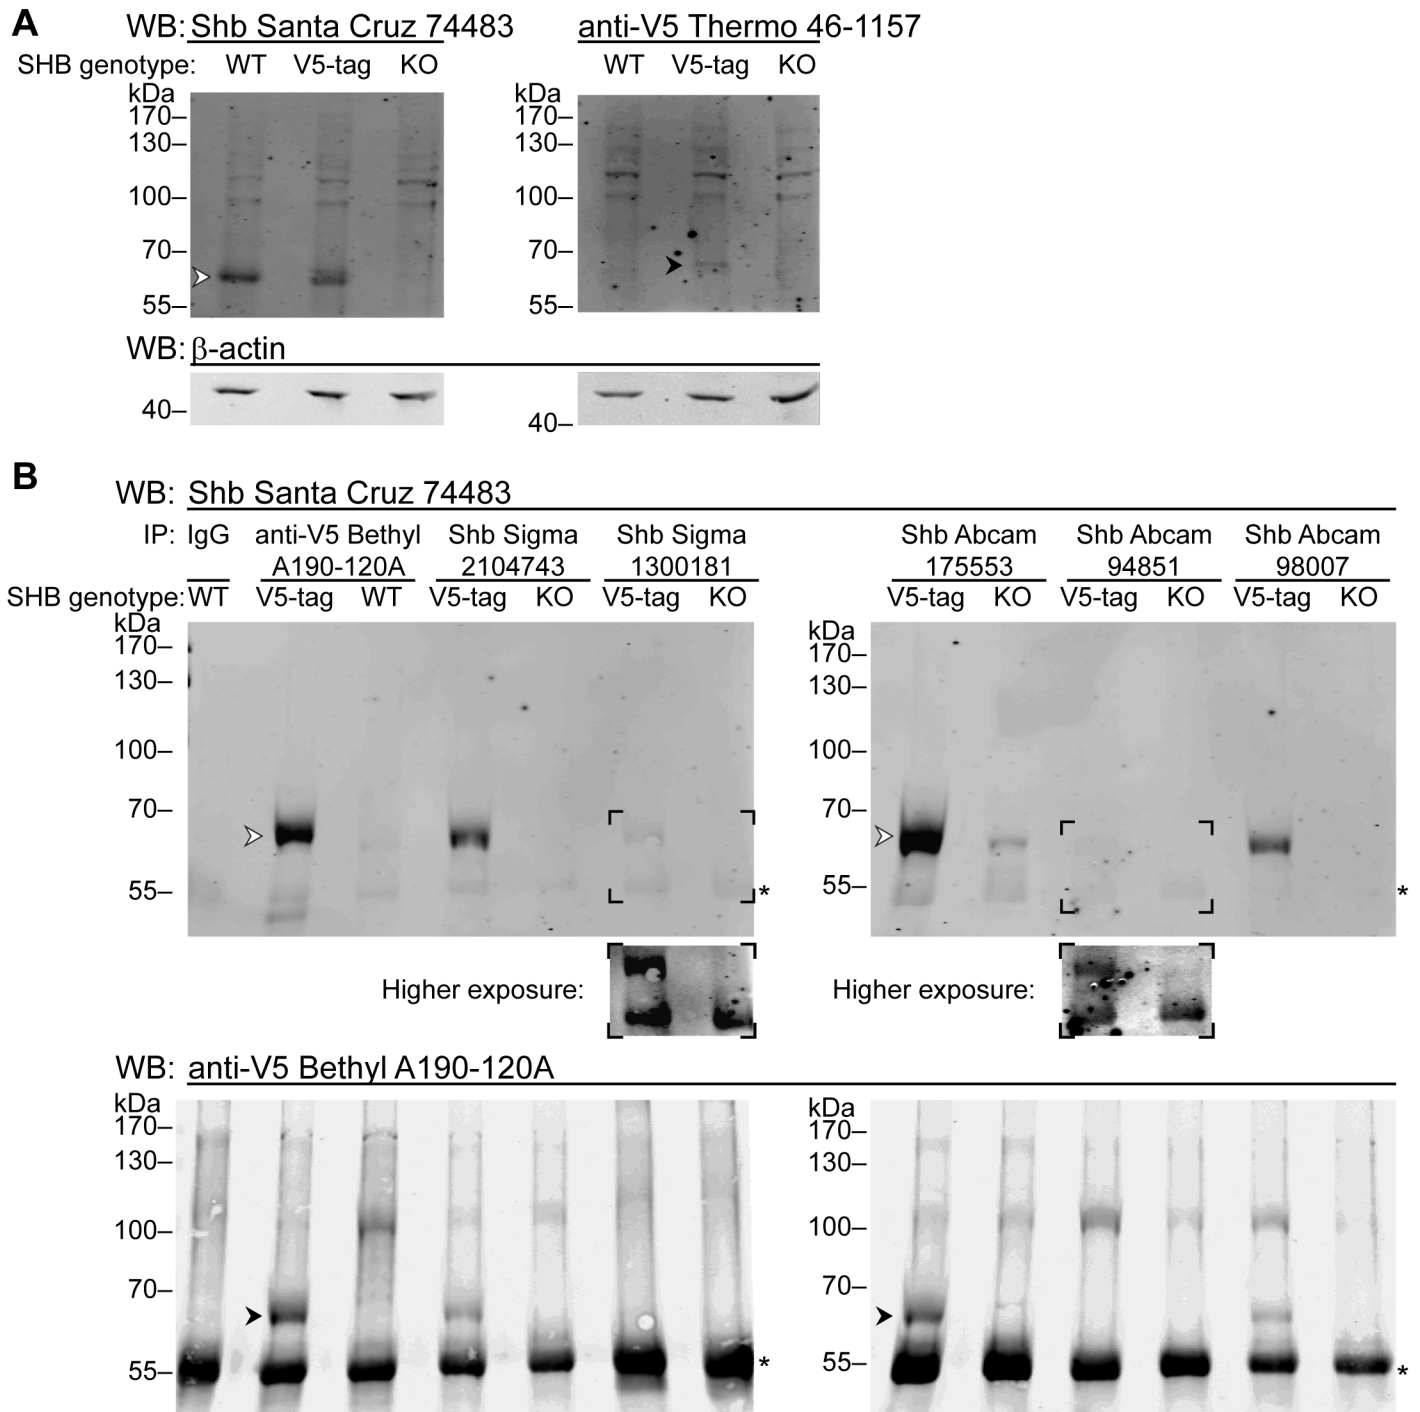 A
WB: Shb Santa Cruz 74483
anti-V5 Thermo 46-1157
SHB genotype: WT V5-tag KO
WT V5-tag KO
kDa
170–
130–
100–
70–
55–
kDa
170–
130–
100–
70–
55–
WB: β-actin
40–
40–
B
WB: Shb Santa Cruz 74483
IP: IgG
anti-V5 Bethyl
A190-120A
Shb Sigma
2104743
Shb Sigma
1300181
Shb Abcam
175553
Shb Abcam
94851
Shb Abcam
98007
SHB genotype: WT V5-tag WT V5-tag KO V5-tag KO
V5-tag KO V5-tag KO V5-tag KO
kDa
170–
130–
100–
70–
55–
*
kDa
170–
130–
100–
70–
55–
*
Higher exposure:
Higher exposure:
WB: anti-V5 Bethyl A190-120A
kDa
170–
130–
100–
70–
55–
*
kDa
170–
130–
100–
70–
55–
*